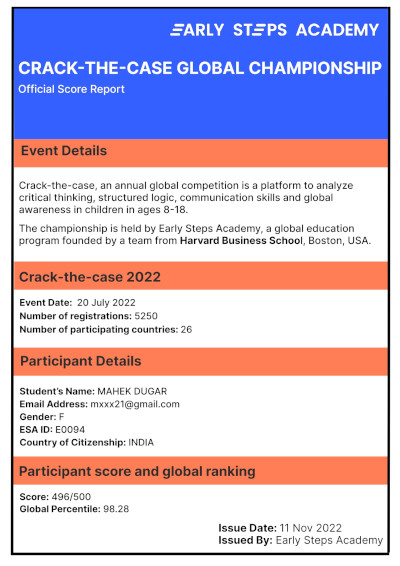 EARLY STEPS ACADEMY
CRACK-THE-CASE GLOBAL CHAMPIONSHIP
Official Score Report
Event Details
Crack-the-case, an annual global competition is a platform to analyze
critical thinking, structured logic, communication skills and global
awareness in children in ages 8-18.
The championship is held by Early Steps Academy, a global education
program founded by a team from Harvard Business School, Boston, USA.
Crack-the-case 2022
Event Date: 20 July 2022
Number of registrations: 5250
Number of participating countries: 26
Participant Details
Student's Name: MAHEK DUGAR
Email Address: mxxx21@gmail.com
Gender: F
ESA ID: E0094
Country of Citizenship: INDIA
Participant score and global ranking
Score: 496/500
Global Percentile: 98.28
Issue Date: 11 Nov 2022
Issued By: Early Steps Academy